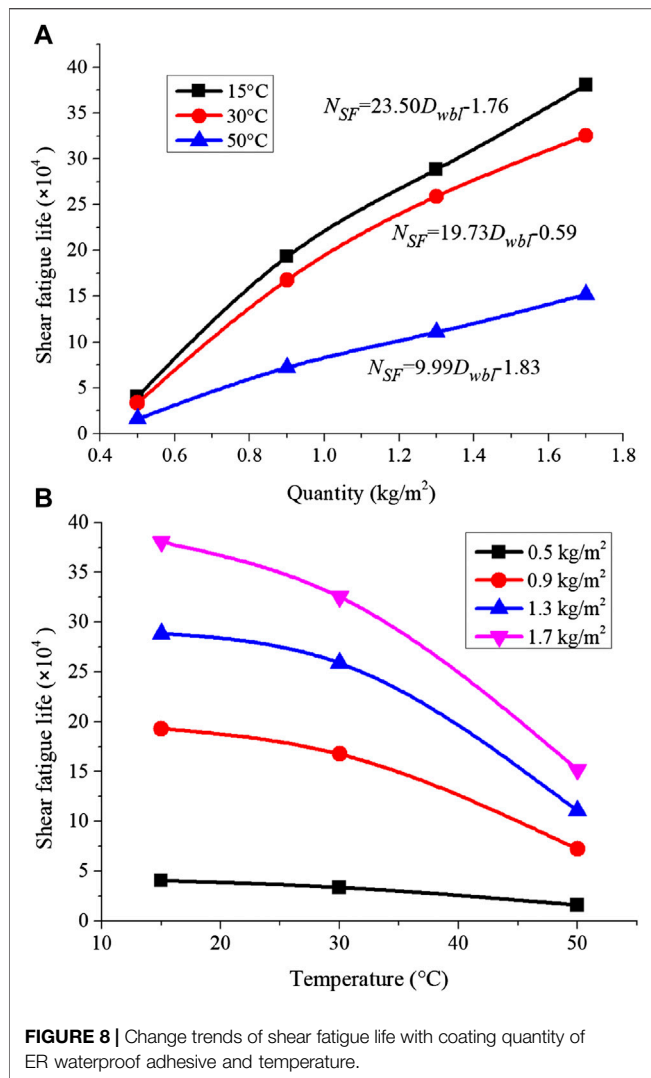 A
40
35
30
25
20
15
10
5
0
Shear fatigue life (×10⁴)
15°C
30°C
50°C
N_SF=23.50D_wbl-1.76
N_SF=19.73D_wbl-0.59
N_SF=9.99D_wbl-1.83
0.4 0.6 0.8 1.0 1.2 1.4 1.6 1.8
Quantity (kg/m²)
B
40
35
30
25
20
15
10
5
0
Shear fatigue life (×10⁴)
0.5 kg/m²
0.9 kg/m²
1.3 kg/m²
1.7 kg/m²
10 20 30 40 50
Temperature (°C)
FIGURE 8 | Change trends of shear fatigue life with coating quantity of
ER waterproof adhesive and temperature.